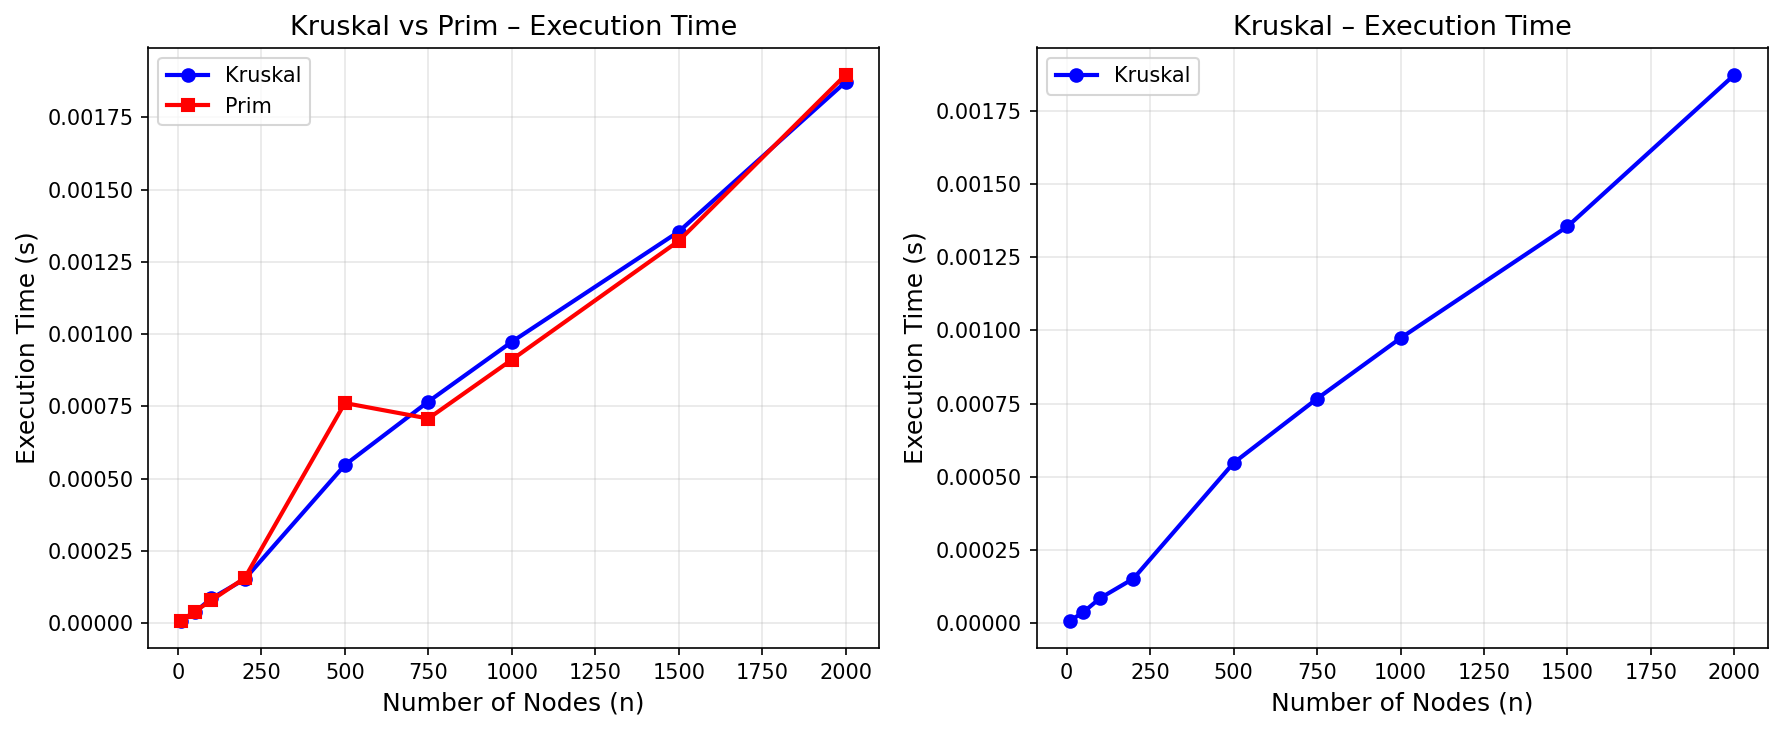 Kruskal vs Prim – Execution Time
Kruskal
Prim
0.00175
0.00150
0.00125
0.00100
0.00075
0.00050
0.00025
0.00000
Execution Time (s)
0 250 500 750 1000 1250 1500 1750 2000
Number of Nodes (n)
Kruskal – Execution Time
Kruskal
0.00175
0.00150
0.00125
0.00100
0.00075
0.00050
0.00025
0.00000
Execution Time (s)
0 250 500 750 1000 1250 1500 1750 2000
Number of Nodes (n)